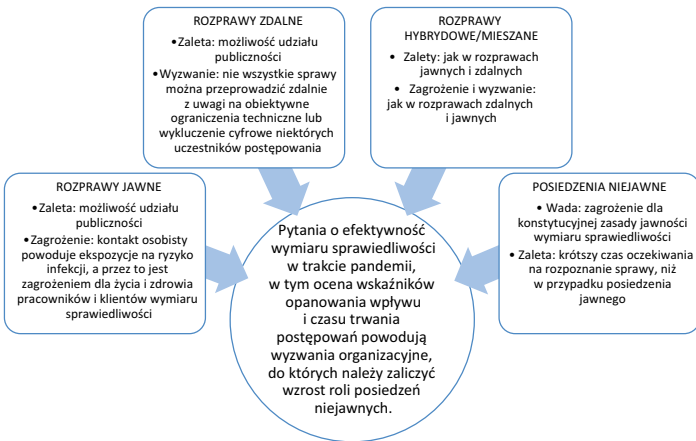 ROZPRAWY ZDALNE
•Zaleta: możliwość udziału
publiczności
•Wyzwanie: nie wszystkie sprawy
można przeprowadzić zdalnie
z uwagi na obiektywne
ograniczenia techniczne lub
wykluczenie cyfrowe niektórych
uczestników postępowania
ROZPRAWY
HYBRYDOWE/MIESZANE
• Zalety: jak w rozprawach
jawnych i zdalnych
• Zagrożenie i wyzwanie:
jak w rozprawach zdalnych
i jawnych
ROZPRAWY JAWNE
•Zaleta: możliwość udziału
publiczności
•Zagrożenie: kontakt osobisty
powoduje ekspozycje na ryzyko
infekcji, a przez to jest
zagrożeniem dla życia i zdrowia
pracowników i klientów wymiaru
sprawiedliwości
POSIEDZENIA NIEJAWNE
• Wada: zagrożenie dla
konstytucyjnej zasady jawności
wymiaru sprawiedliwości
• Zaleta: krótszy czas oczekiwania
na rozpoznanie sprawy, niż
w przypadku posiedzenia
jawnego
Pytania o efektywność
wymiaru sprawiedliwości
w trakcie pandemii,
w tym ocena wskaźników
opanowania wpływu
i czasu trwania
postępowań powodują
wyzwania organizacyjne,
do których należy zaliczyć
wzrost roli posiedzeń
niejawnych.